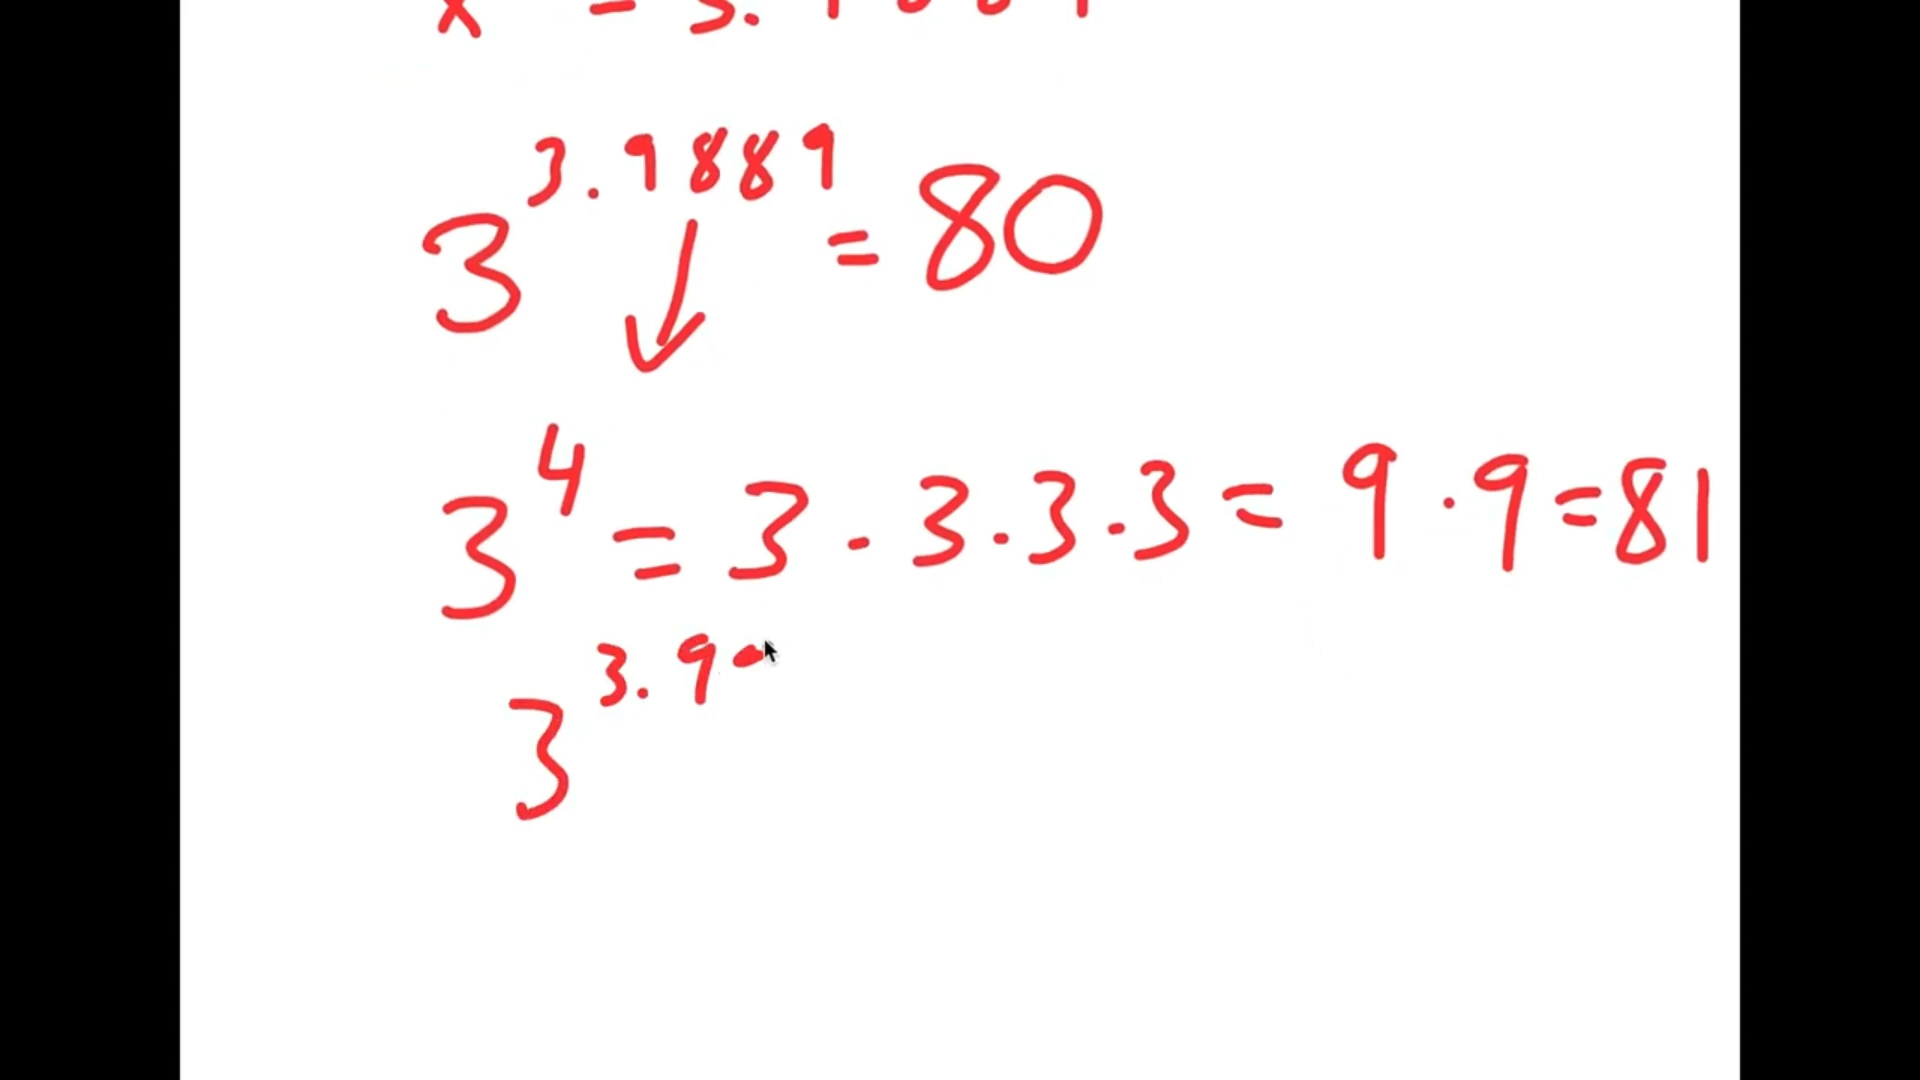 3^3.9889 = 80
3^4 = 3 · 3 · 3 · 3 = 9 · 9 = 81
3^3.9